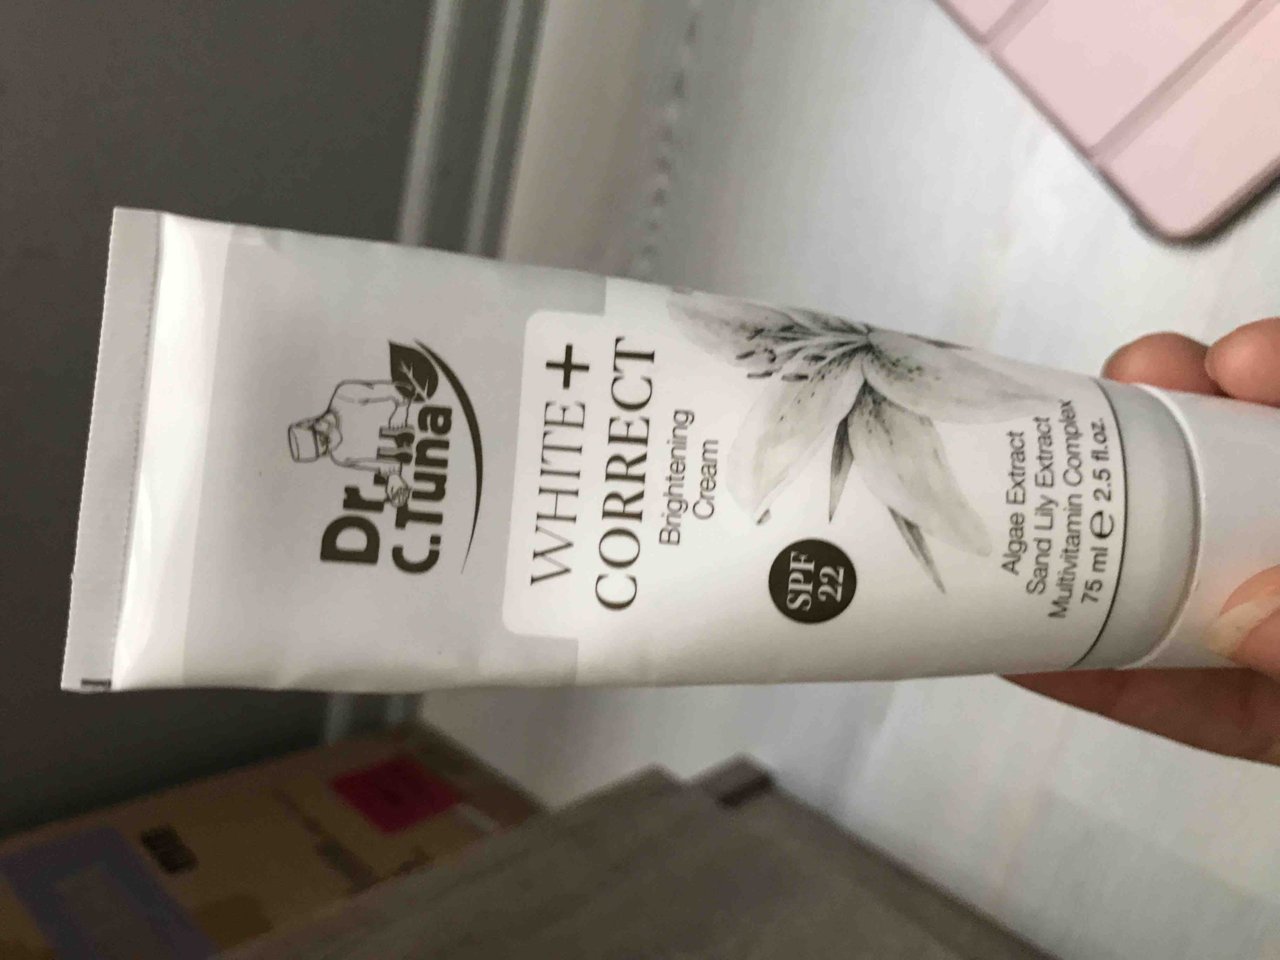 Dr.
C.Tuna
WHITE +
CORRECT
Brightening
Cream
SPF
22
Algae Extract
Sand Lily Extract
Multivitamin Complex
75 ml ℮ 2.5 fl.oz.